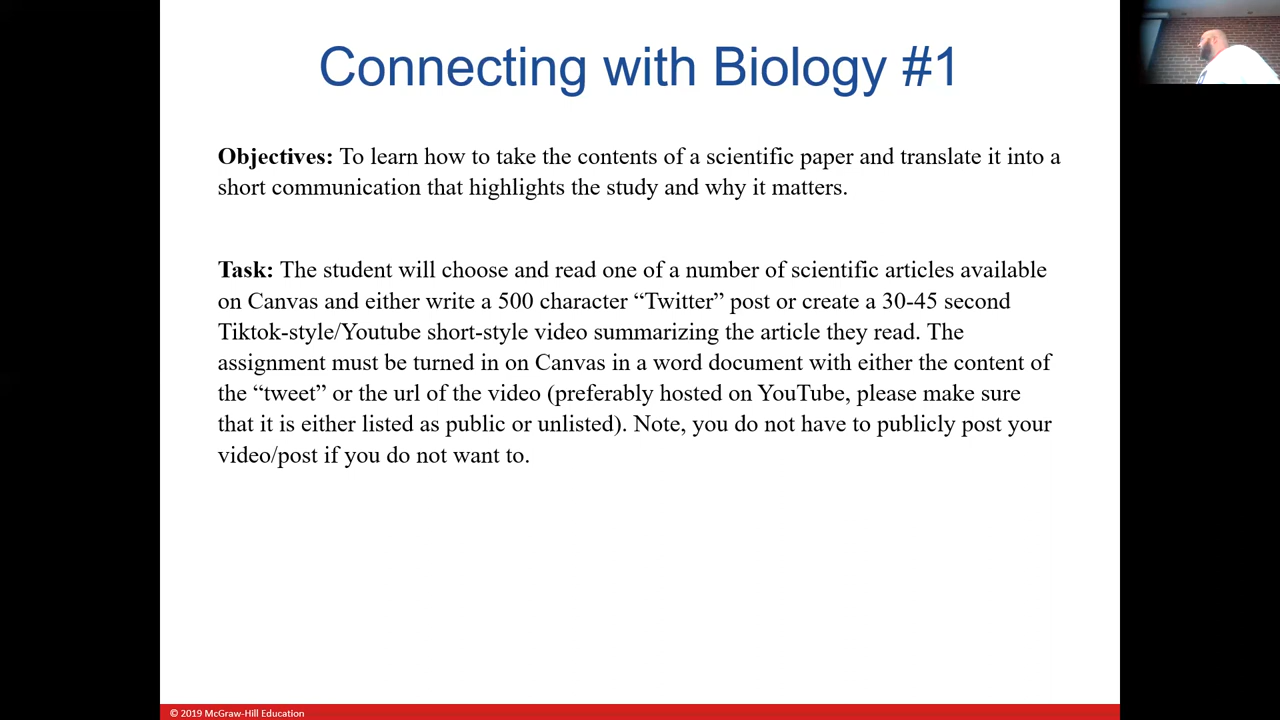 Connecting with Biology #1
Objectives: To learn how to take the contents of a scientific paper and translate it into a
short communication that highlights the study and why it matters.
Task: The student will choose and read one of a number of scientific articles available
on Canvas and either write a 500 character “Twitter” post or create a 30-45 second
Tiktok-style/Youtube short-style video summarizing the article they read. The
assignment must be turned in on Canvas in a word document with either the content of
the “tweet” or the url of the video (preferably hosted on YouTube, please make sure
that it is either listed as public or unlisted). Note, you do not have to publicly post your
video/post if you do not want to.
© 2019 McGraw-Hill Education